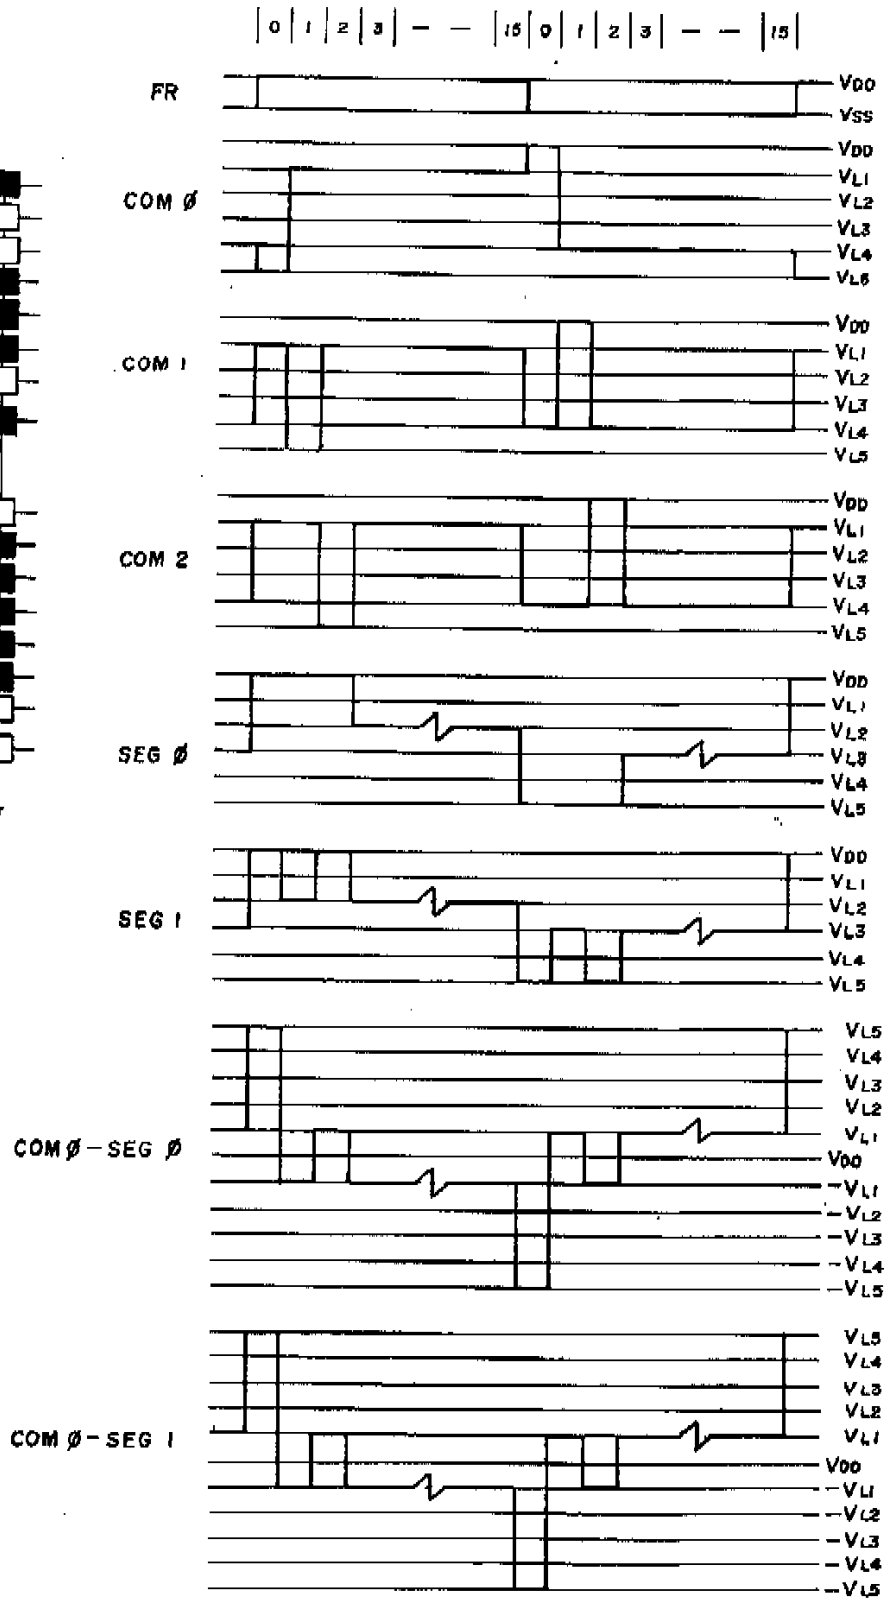 0 1 2 3 — — 15 0 1 2 3 — — 15
FR
VDD
VSS
COM Ø
VDD
VL1
VL2
VL3
VL4
VL5
COM 1
VDD
VL1
VL2
VL3
VL4
VL5
COM 2
VDD
VL1
VL2
VL3
VL4
VL5
SEG Ø
VDD
VL1
VL2
VL3
VL4
VL5
SEG 1
VDD
VL1
VL2
VL3
VL4
VL5
COM Ø – SEG Ø
VL5
VL4
VL3
VL2
VL1
VDD
–VL1
–VL2
–VL3
–VL4
–VL5
COM Ø – SEG 1
VL5
VL4
VL3
VL2
VL1
VDD
–VL1
–VL2
–VL3
–VL4
–VL5